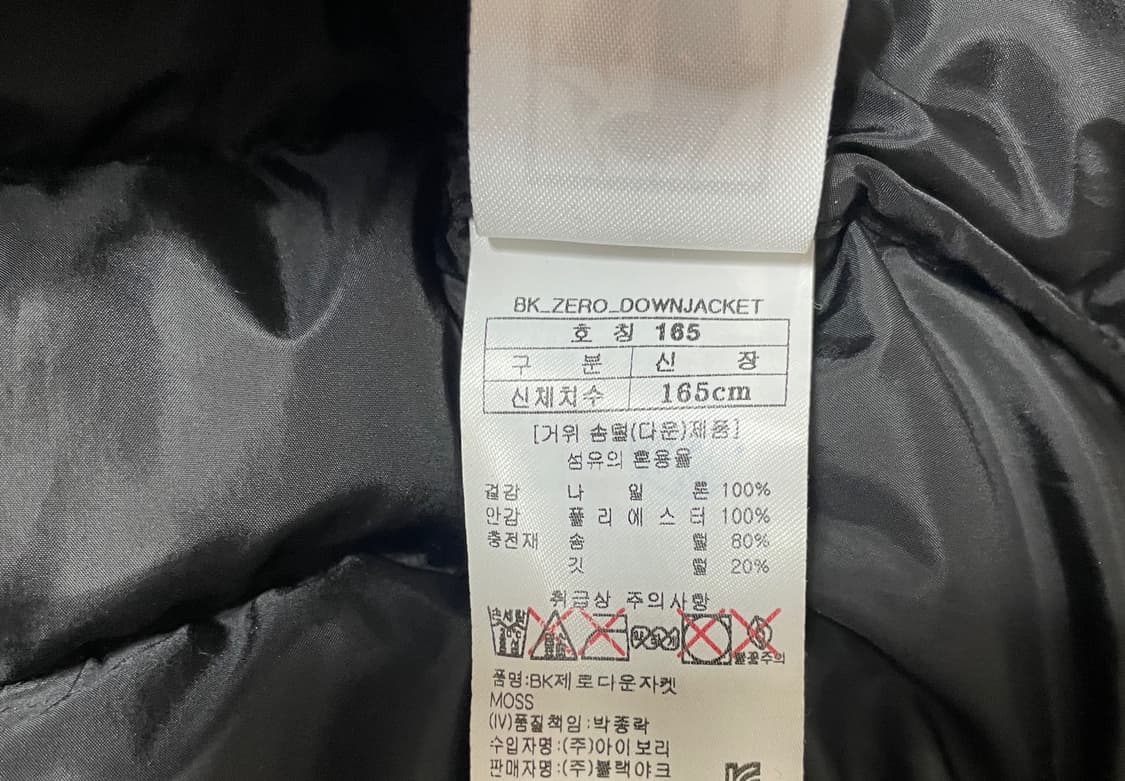 BK_ZERO_DOWNJACKET
호 칭 165
구 분 신 장
신체치수 165cm
[거위 솜털(다운)제품]
섬유의 혼용율
겉감 나 일 론 100%
안감 폴 리 에 스 터 100%
충전재 솜 털 80%
깃 털 20%
취급상 주의사항
손세탁
30℃
불꽃주의
품명:BK제로다운자켓
MOSS
(IV)품질책임:박종락
수입자명:(주)아이보리
판매자명:(주)블랙야크